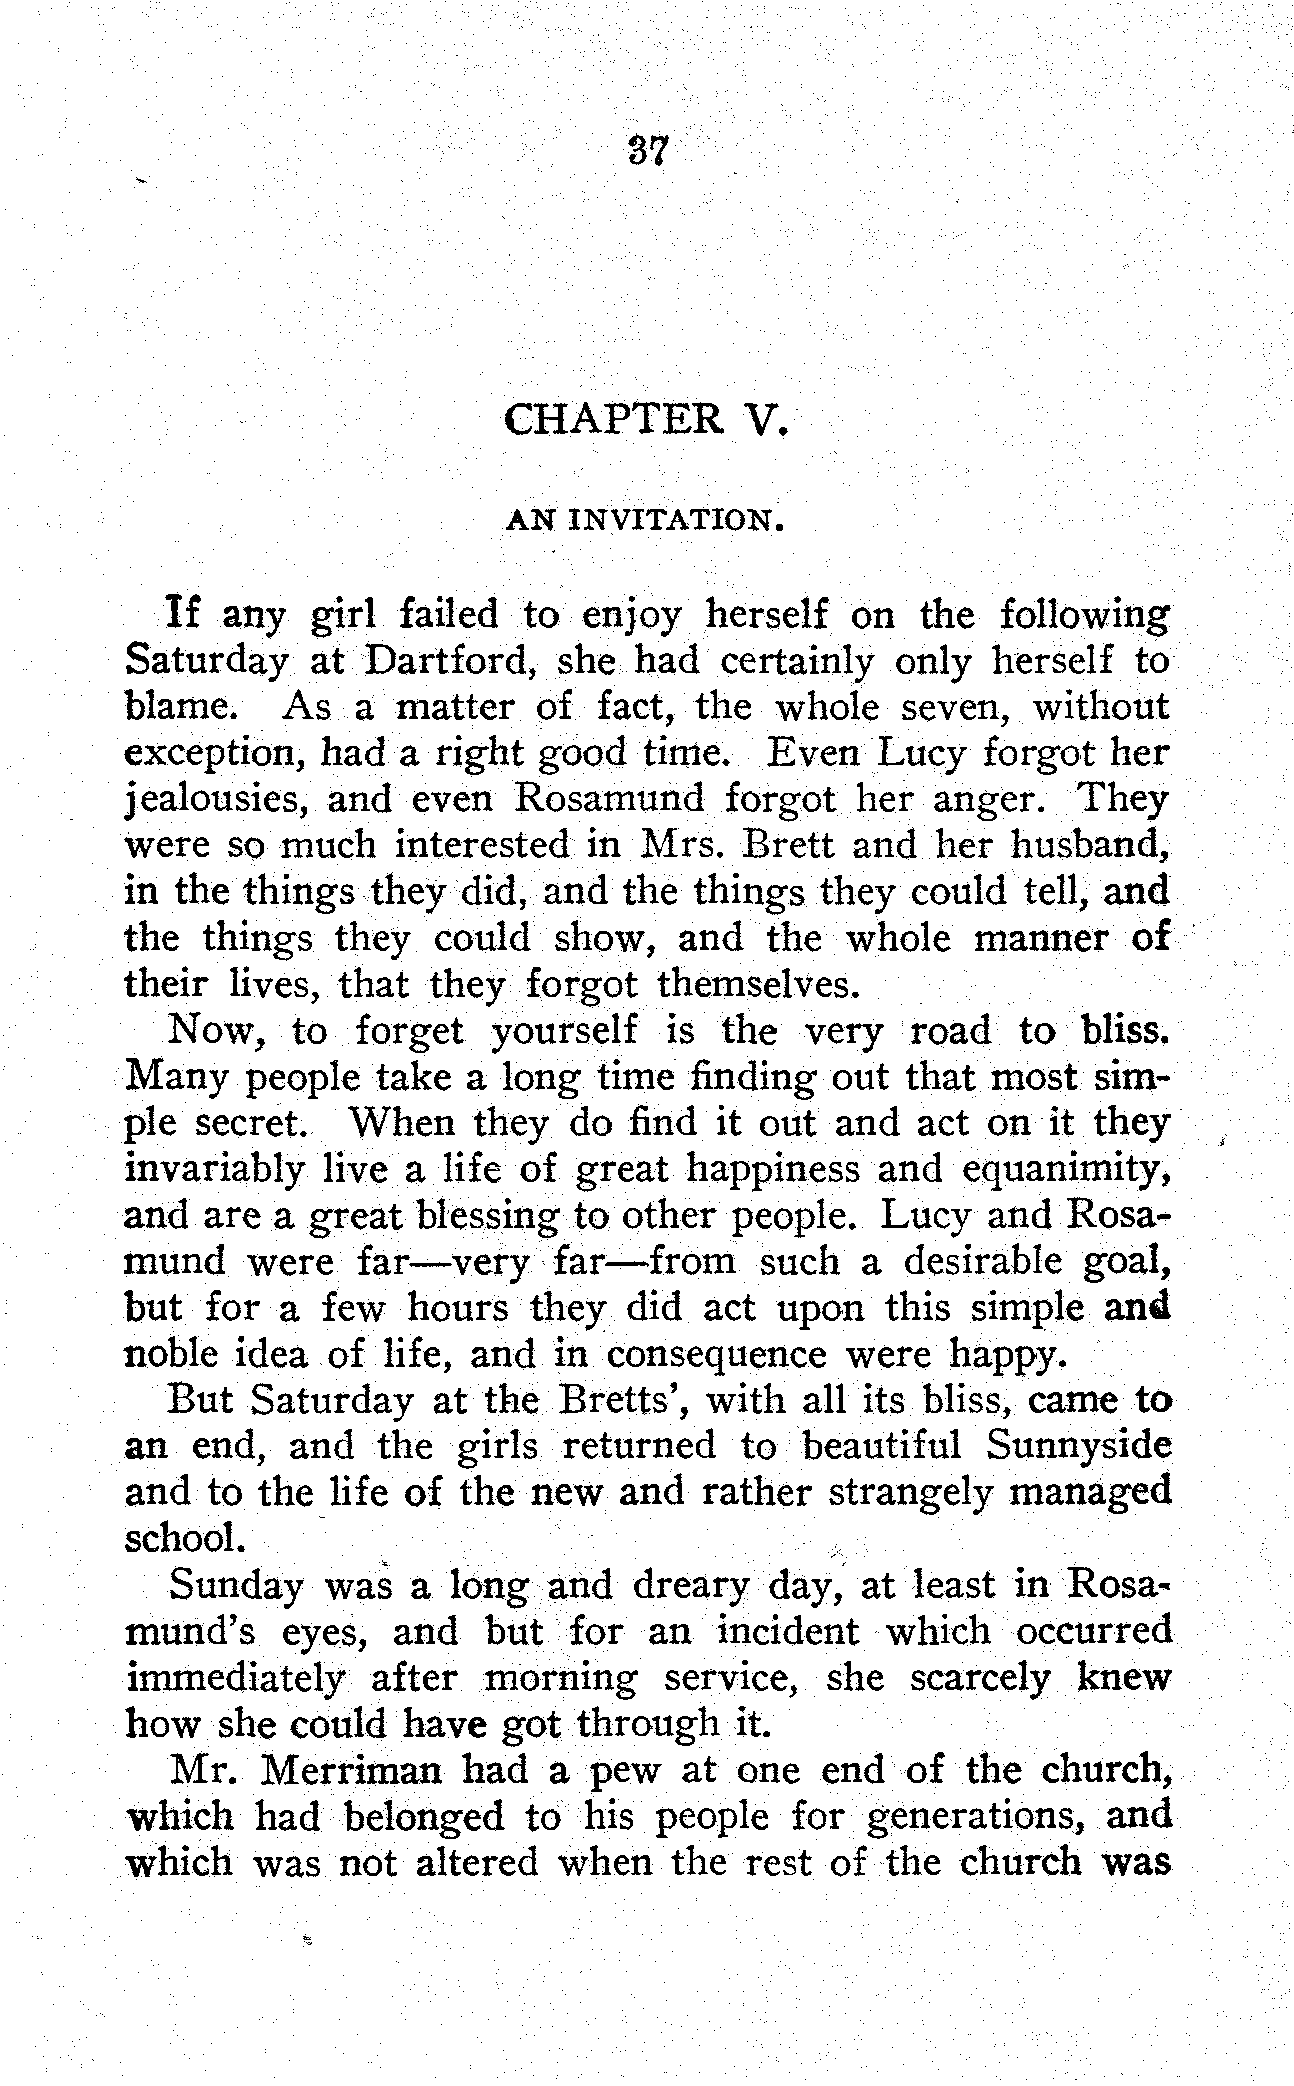 37
CHAPTER V.
AN INVITATION.
If any girl failed to enjoy herself on the following
Saturday at Dartford, she had certainly only herself to
blame. As a matter of fact, the whole seven, without
exception, had a right good time. Even Lucy forgot her
jealousies, and even Rosamund forgot her anger. They
were so much interested in Mrs. Brett and her husband,
in the things they did, and the things they could tell, and
the things they could show, and the whole manner of
their lives, that they forgot themselves.
Now, to forget yourself is the very road to bliss.
Many people take a long time finding out that most sim-
ple secret. When they do find it out and act on it they
invariably live a life of great happiness and equanimity,
and are a great blessing to other people. Lucy and Rosa-
mund were far—very far—from such a desirable goal,
but for a few hours they did act upon this simple and
noble idea of life, and in consequence were happy.
But Saturday at the Bretts', with all its bliss, came to
an end, and the girls returned to beautiful Sunnyside
and to the life of the new and rather strangely managed
school.
Sunday was a long and dreary day, at least in Rosa-
mund's eyes, and but for an incident which occurred
immediately after morning service, she scarcely knew
how she could have got through it.
Mr. Merriman had a pew at one end of the church,
which had belonged to his people for generations, and
which was not altered when the rest of the church was